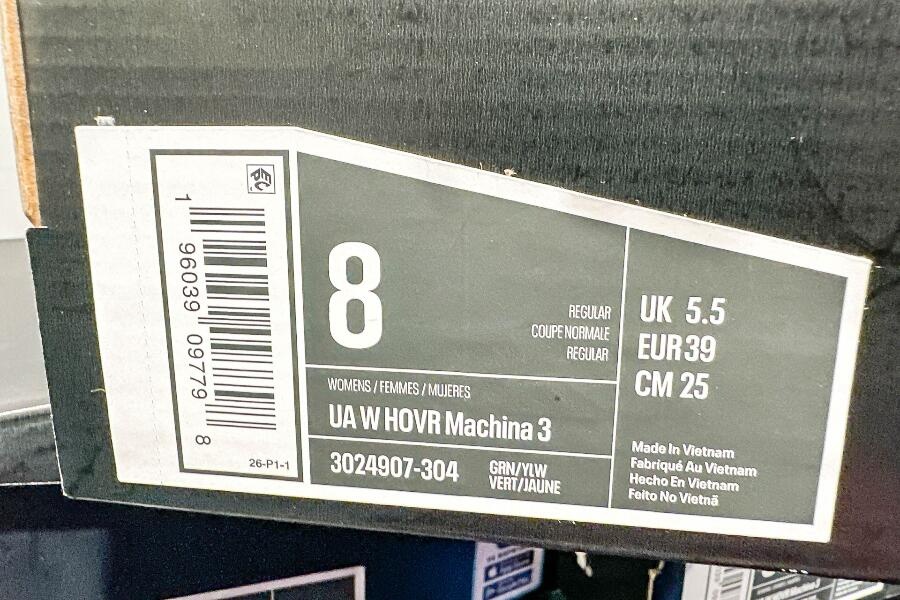 1 96039 09779 8
26-P1-1
8
REGULAR
COUPE NORMALE
REGULAR
WOMENS / FEMMES / MUJERES
UA W HOVR Machina 3
3024907-304
GRN/YLW
VERT/JAUNE
UK 5.5
EUR 39
CM 25
Made In Vietnam
Fabriqué Au Vietnam
Hecho En Vietnam
Feito No Vietnã